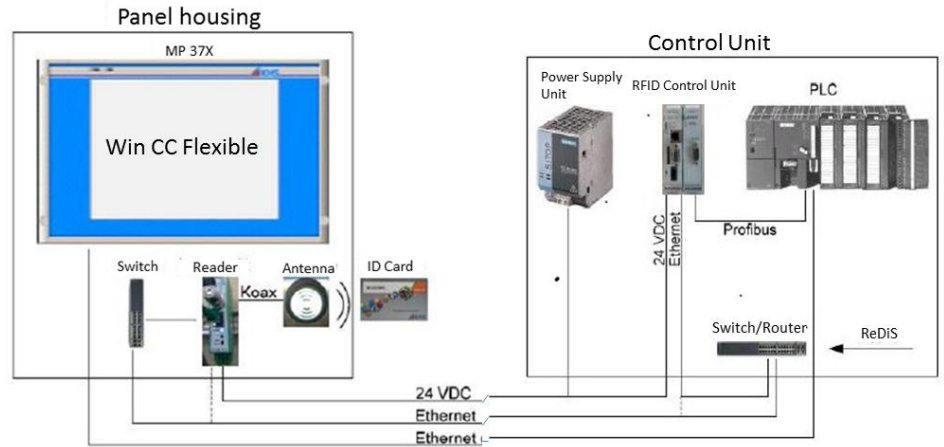 Panel housing
MP 37X
Win CC Flexible
Switch
Reader
Antenna
ID Card
Koax
Control Unit
Power Supply
Unit
RFID Control Unit
PLC
SITOP
24 VDC
Ethernet
Profibus
Switch/Router
ReDiS
24 VDC
Ethernet
Ethernet